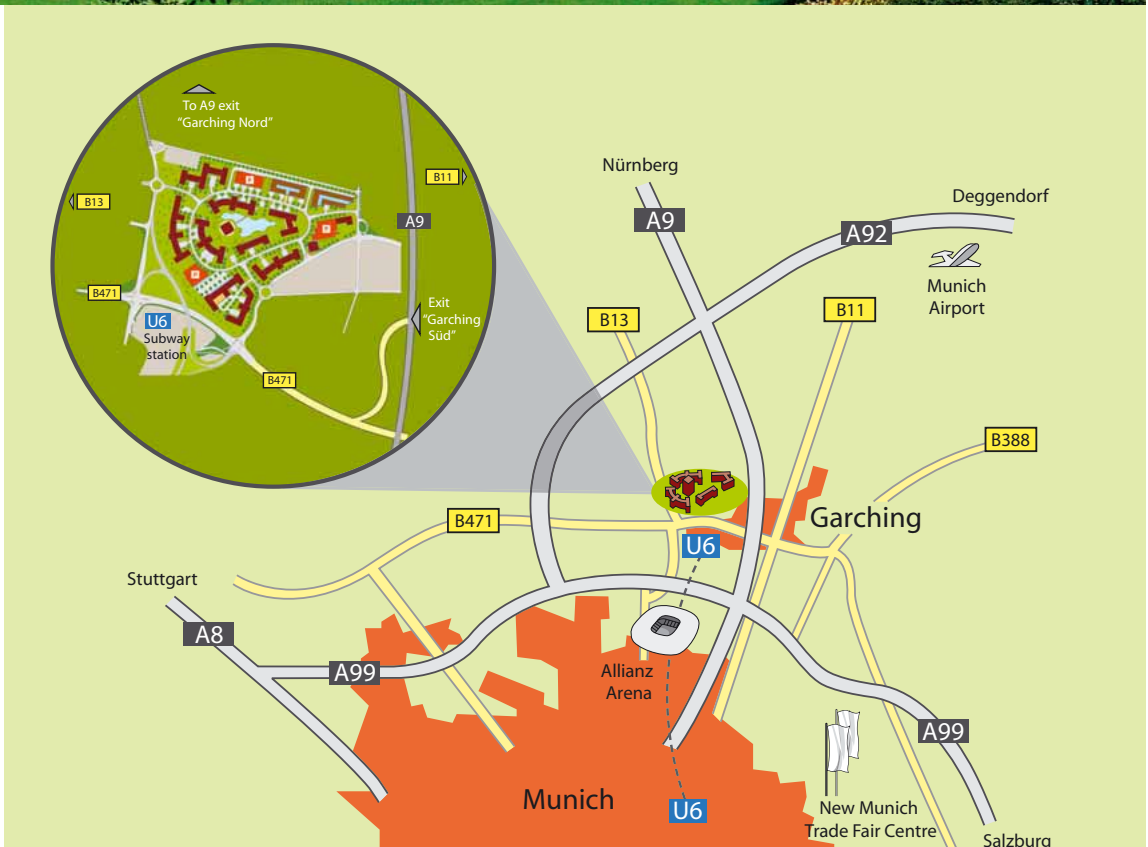 To A9 exit
"Garching Nord"
B11
B13
A9
B471
U6
Subway
station
Exit
"Garching
Süd"
B471
Nürnberg
A9
Deggendorf
A92
Munich
Airport
B13
B11
B388
B471
Garching
U6
Stuttgart
A8
A99
Allianz
Arena
A99
Munich
U6
New Munich
Trade Fair Centre
Salzburg